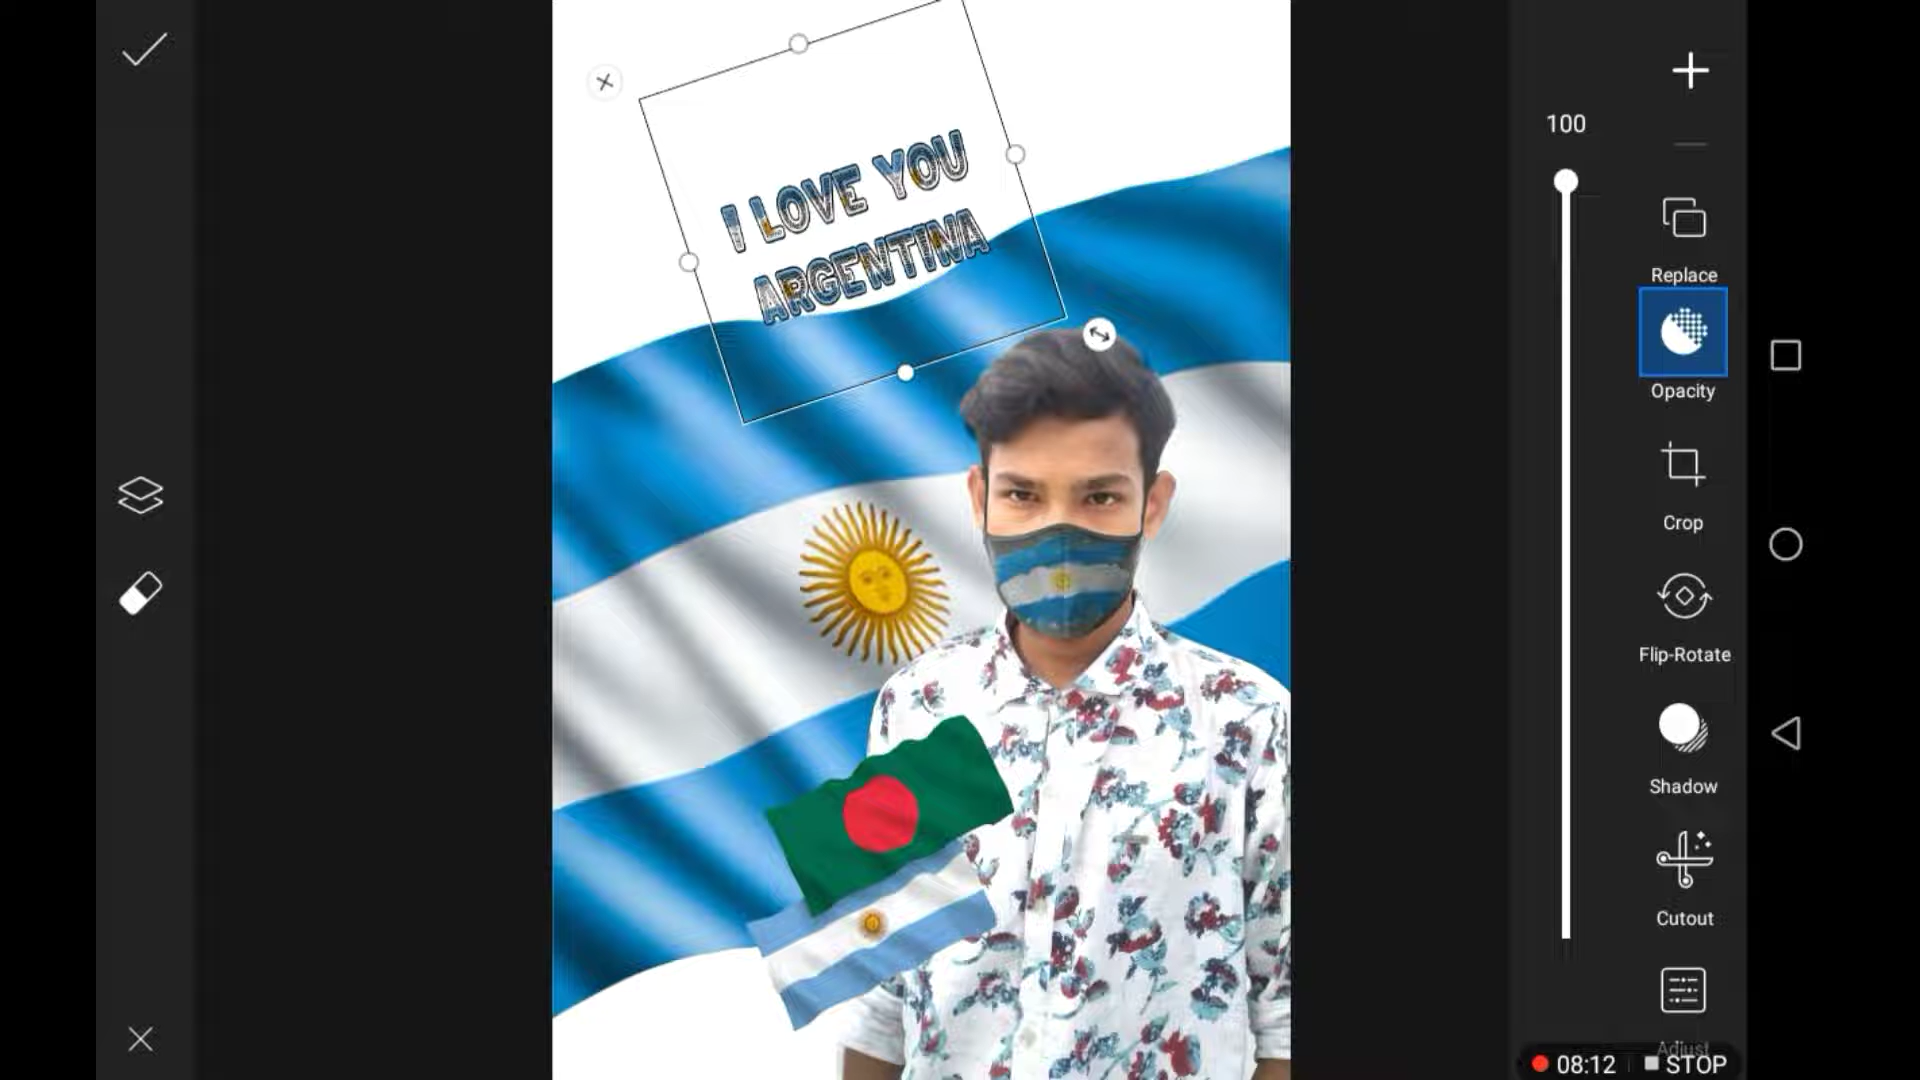 I LOVE YOU
ARGENTINA
100
Replace
Opacity
Crop
Flip-Rotate
Shadow
Cutout
Adjust
08:12
STOP